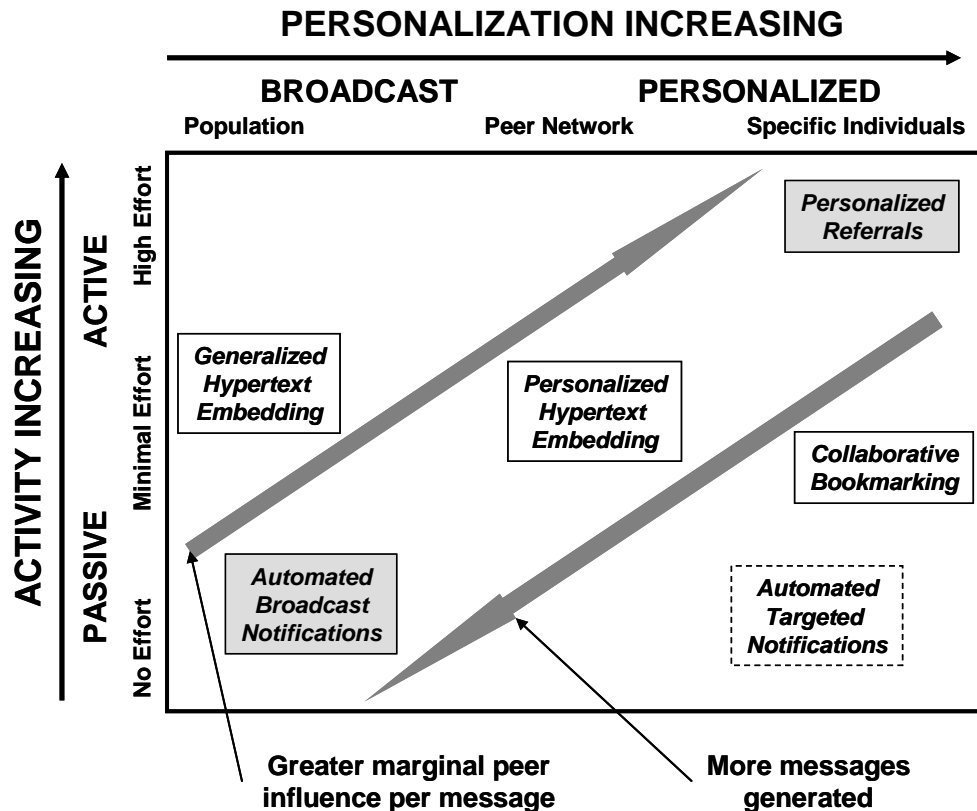 PERSONALIZATION INCREASING
BROADCAST
PERSONALIZED
Population
Peer Network
Specific Individuals
ACTIVITY INCREASING
ACTIVE
PASSIVE
High Effort
Minimal Effort
No Effort
Personalized
Referrals
Generalized
Hypertext
Embedding
Personalized
Hypertext
Embedding
Collaborative
Bookmarking
Automated
Broadcast
Notifications
Automated
Targeted
Notifications
Greater marginal peer
influence per message
More messages
generated